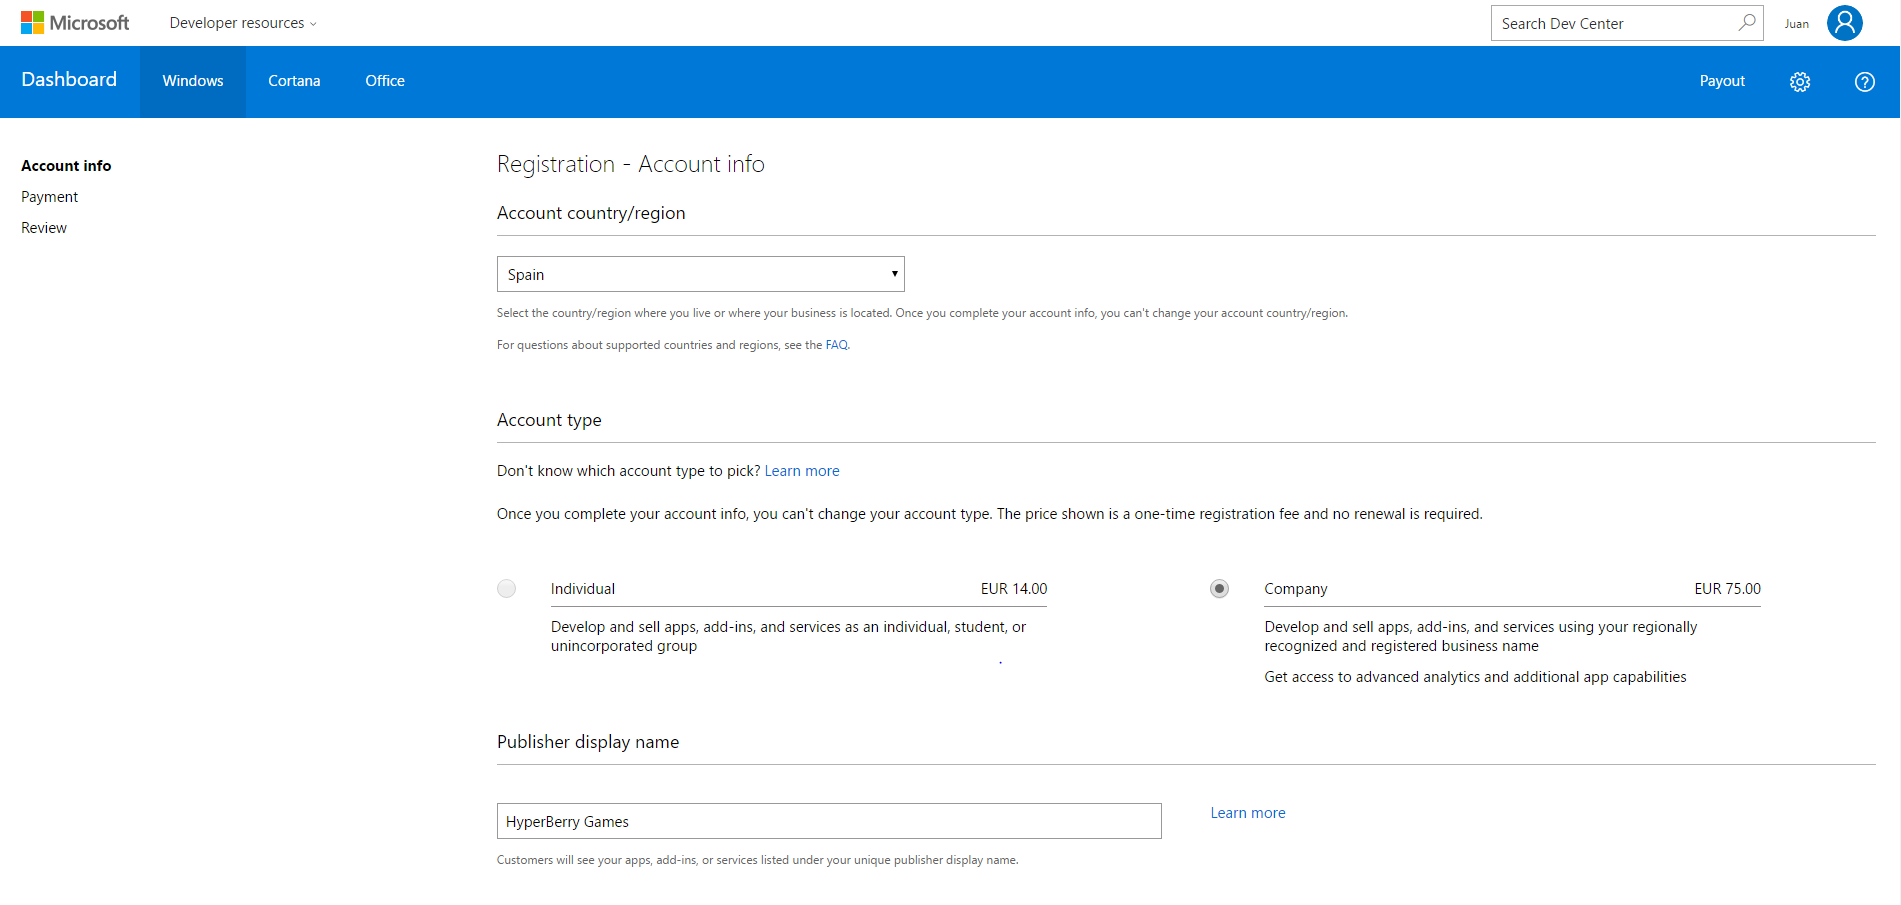 Microsoft
Developer resources
Search Dev Center
Juan
Dashboard
Windows
Cortana
Office
Payout
Account info
Payment
Review
Registration - Account info
Account country/region
Spain
Select the country/region where you live or where your business is located. Once you complete your account info, you can't change your account country/region.
For questions about supported countries and regions, see the FAQ.
Account type
Don't know which account type to pick? Learn more
Once you complete your account info, you can't change your account type. The price shown is a one-time registration fee and no renewal is required.
Individual
EUR 14.00
Develop and sell apps, add-ins, and services as an individual, student, or
unincorporated group
Company
EUR 75.00
Develop and sell apps, add-ins, and services using your regionally
recognized and registered business name
Get access to advanced analytics and additional app capabilities
Publisher display name
HyperBerry Games
Learn more
Customers will see your apps, add-ins, or services listed under your unique publisher display name.